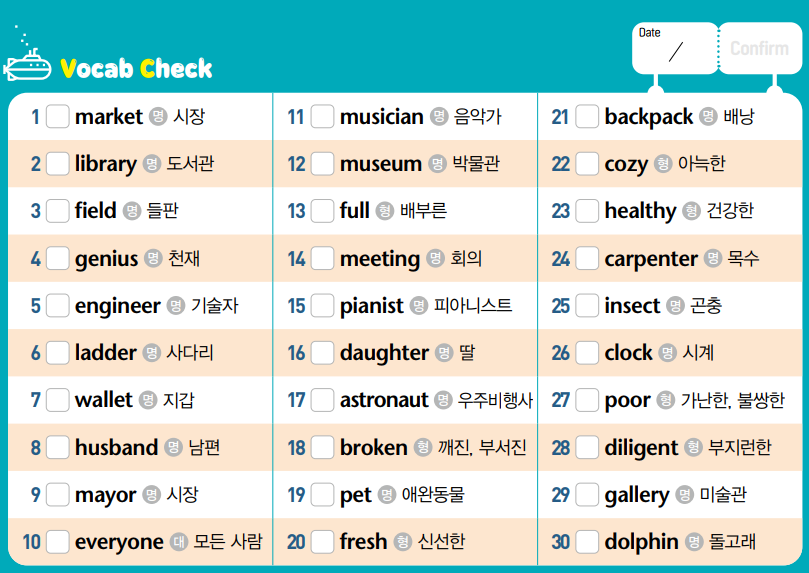 Vocab Check
Date
/
Confirm
1 market 명 시장
2 library 명 도서관
3 field 명 들판
4 genius 명 천재
5 engineer 명 기술자
6 ladder 명 사다리
7 wallet 명 지갑
8 husband 명 남편
9 mayor 명 시장
10 everyone 대 모든 사람
11 musician 명 음악가
12 museum 명 박물관
13 full 형 배부른
14 meeting 명 회의
15 pianist 명 피아니스트
16 daughter 명 딸
17 astronaut 명 우주비행사
18 broken 형 깨진, 부서진
19 pet 명 애완동물
20 fresh 형 신선한
21 backpack 명 배낭
22 cozy 형 아늑한
23 healthy 형 건강한
24 carpenter 명 목수
25 insect 명 곤충
26 clock 명 시계
27 poor 형 가난한, 불쌍한
28 diligent 형 부지런한
29 gallery 명 미술관
30 dolphin 명 돌고래